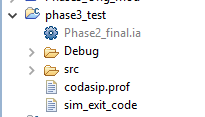 phase3_test
Phase2_final.ia
Debug
src
codasip.prof
sim_exit_code